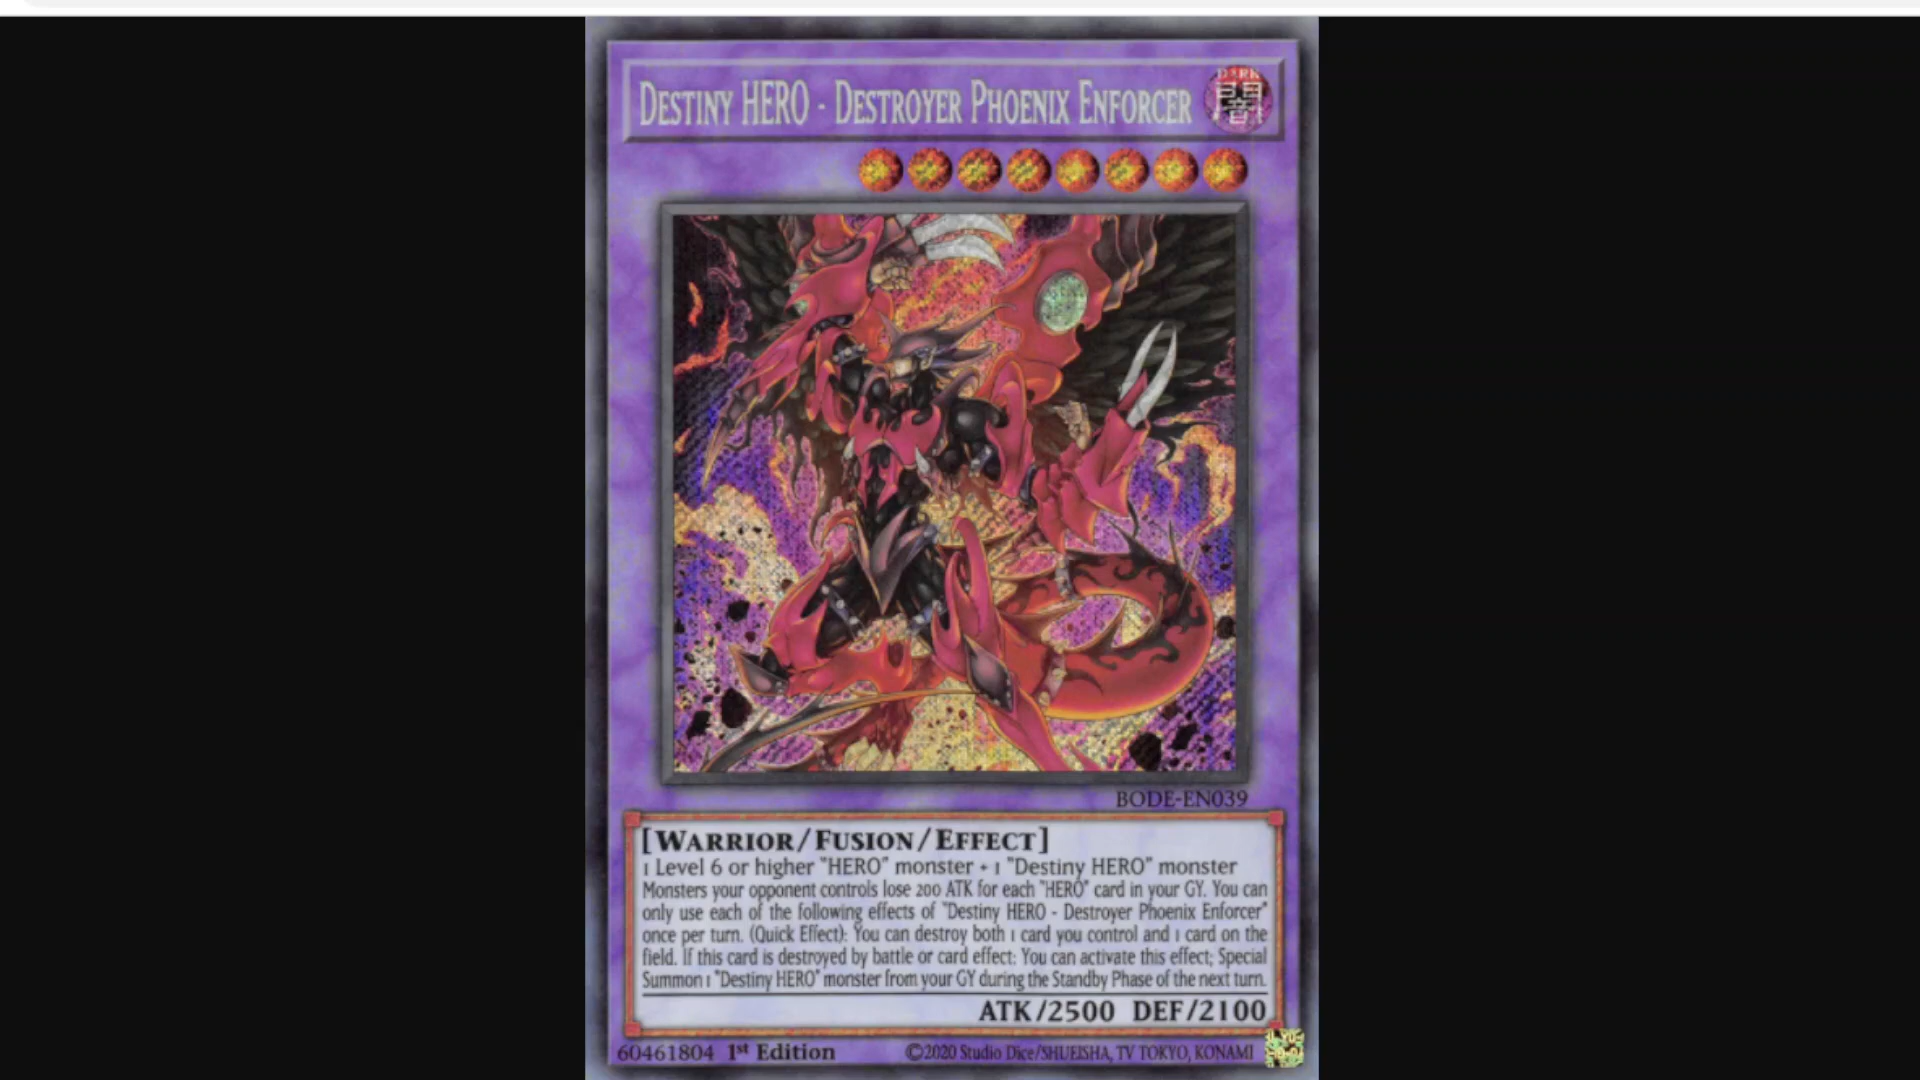 Destiny HERO - Destroyer Phoenix Enforcer
DARK
闇
BODE-EN039
[Warrior/Fusion/Effect]
1 Level 6 or higher "HERO" monster + 1 "Destiny HERO" monster
Monsters your opponent controls lose 200 ATK for each "HERO" card in your GY. You can
only use each of the following effects of "Destiny HERO - Destroyer Phoenix Enforcer"
once per turn. (Quick Effect): You can destroy both 1 card you control and 1 card on the
field. If this card is destroyed by battle or card effect: You can activate this effect; Special
Summon 1 "Destiny HERO" monster from your GY during the Standby Phase of the next turn.
ATK/2500 DEF/2100
60461804 1st Edition ©2020 Studio Dice/SHUEISHA, TV TOKYO, KONAMI